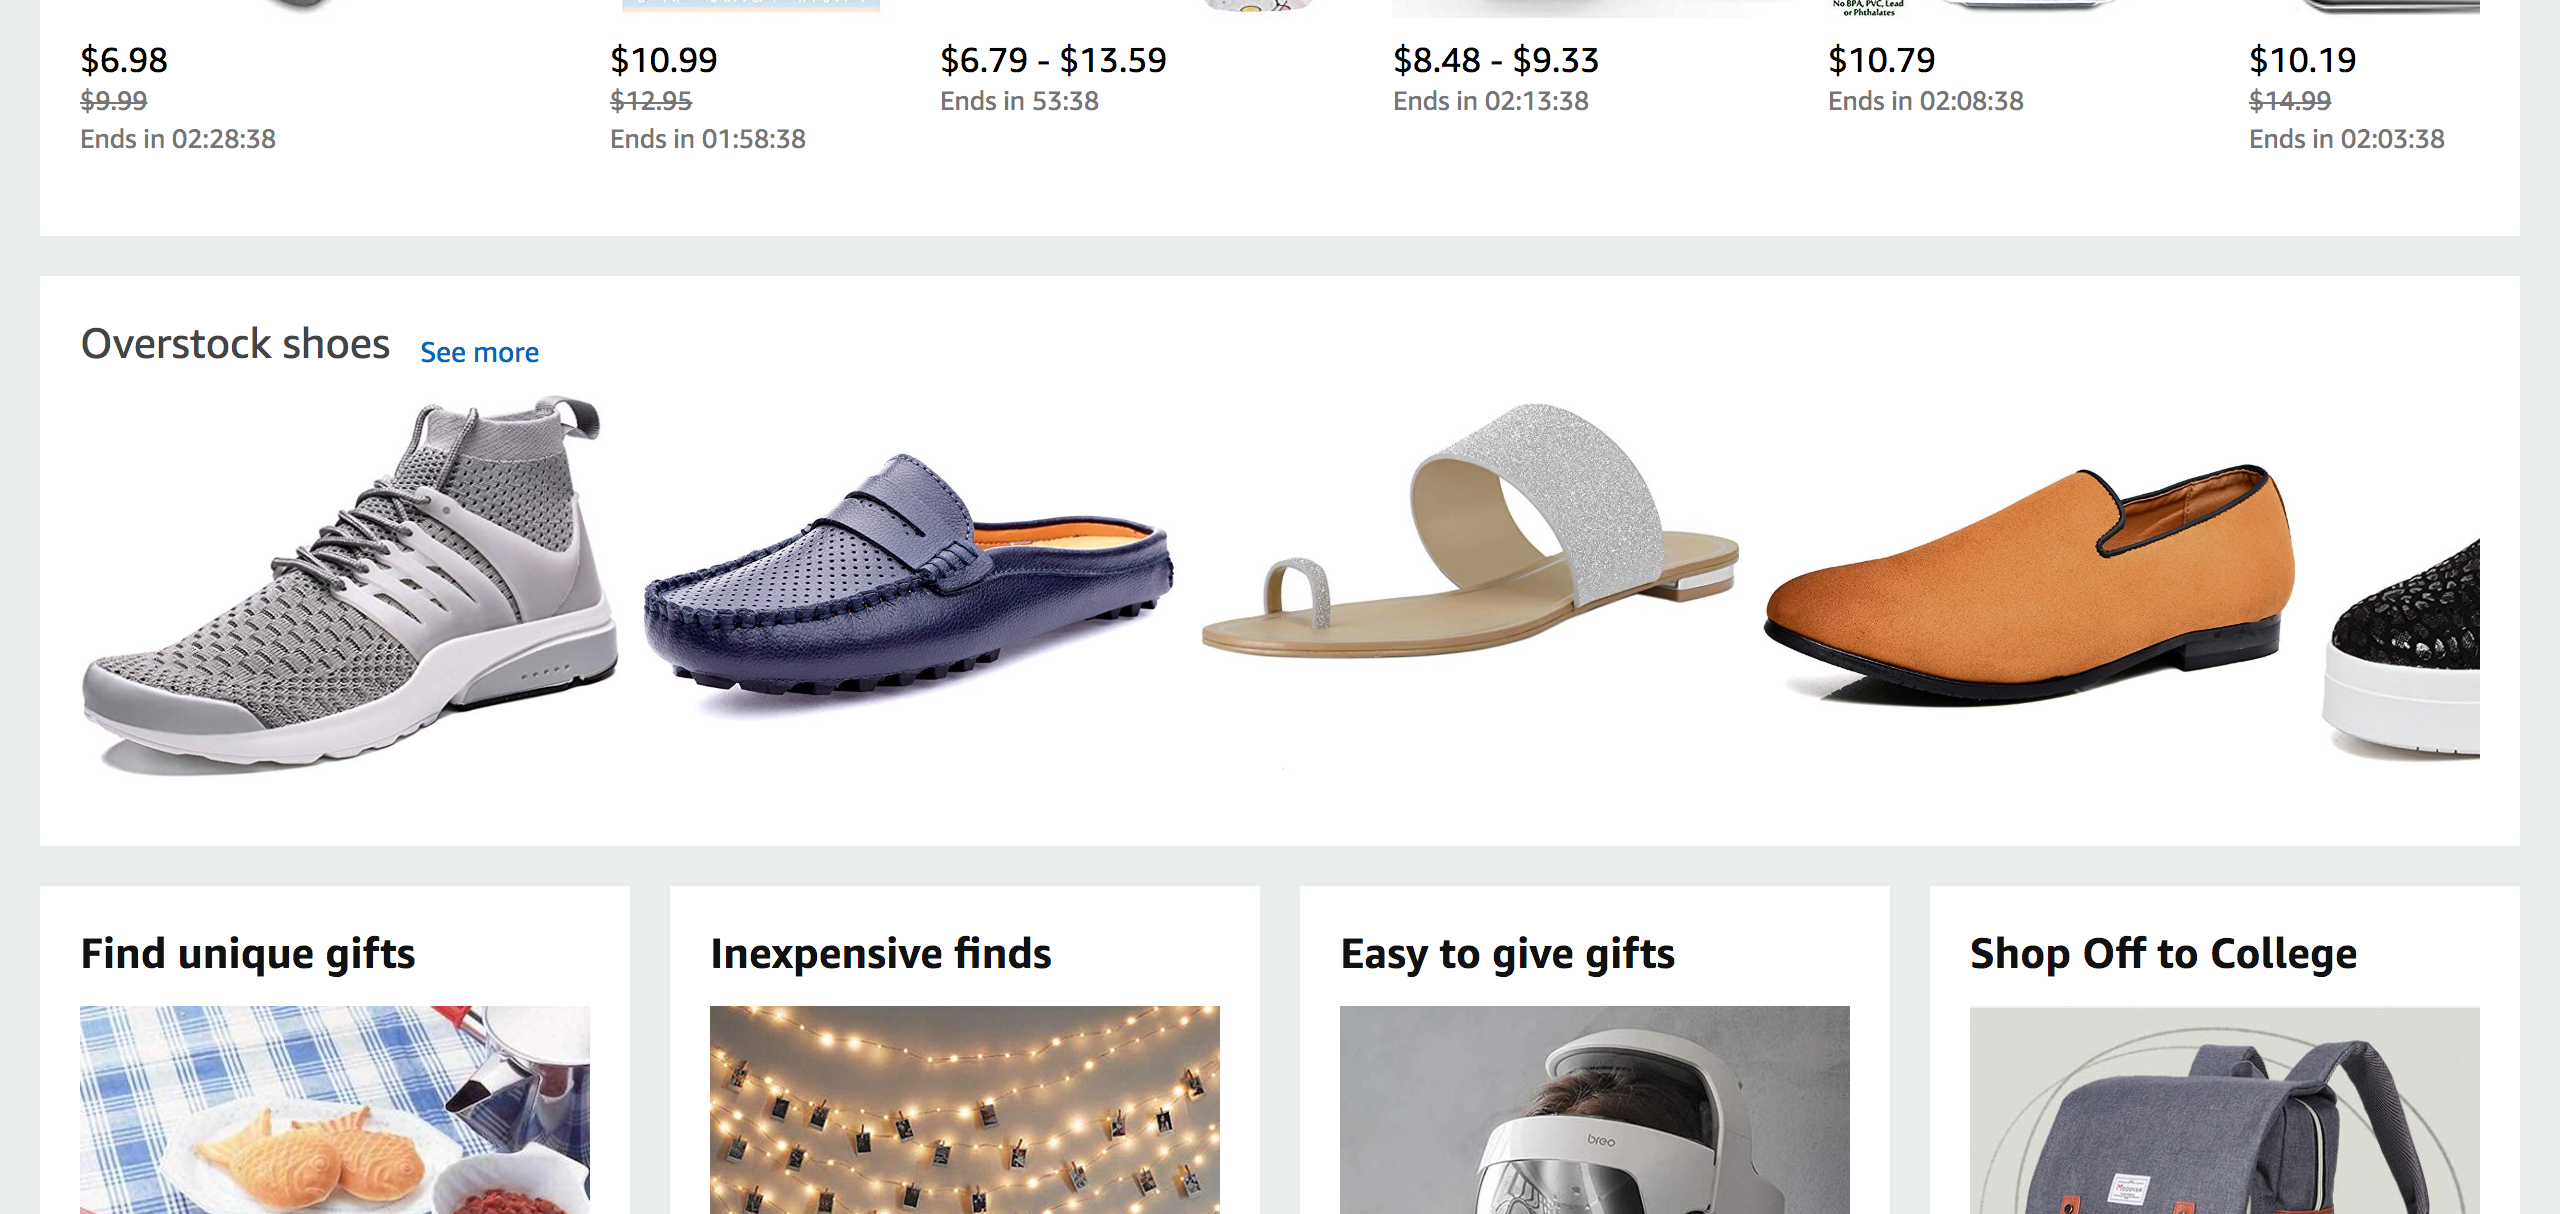 No BPA, PVC, Lead
or Phthalates
$6.98
$9.99
Ends in 02:28:38
$10.99
$12.95
Ends in 01:58:38
$6.79 - $13.59
Ends in 53:38
$8.48 - $9.33
Ends in 02:13:38
$10.79
Ends in 02:08:38
$10.19
$14.99
Ends in 02:03:38
Overstock shoes See more
Find unique gifts
Inexpensive finds
Easy to give gifts
breo
Shop Off to College